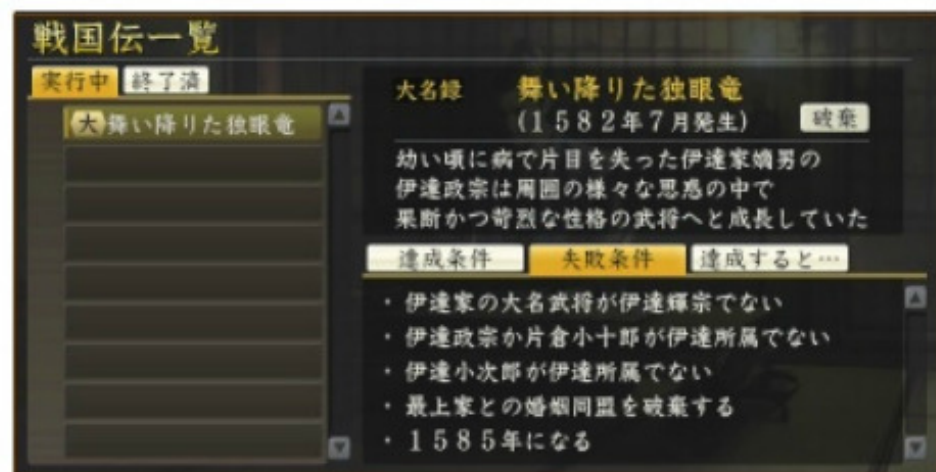 戦国伝一覧
実行中 終了済
大 舞い降りた独眼竜
大名録 舞い降りた独眼竜
(1582年7月発生) 破棄
幼い頃に病で片目を失った伊達家嫡男の
伊達政宗は周囲の様々な思惑の中で
果断かつ苛烈な性格の武将へと成長していた
達成条件 失敗条件 達成すると…
・伊達家の大名武将が伊達輝宗でない
・伊達政宗か片倉小十郎が伊達所属でない
・伊達小次郎が伊達所属でない
・最上家との婚姻同盟を破棄する
・1585年になる